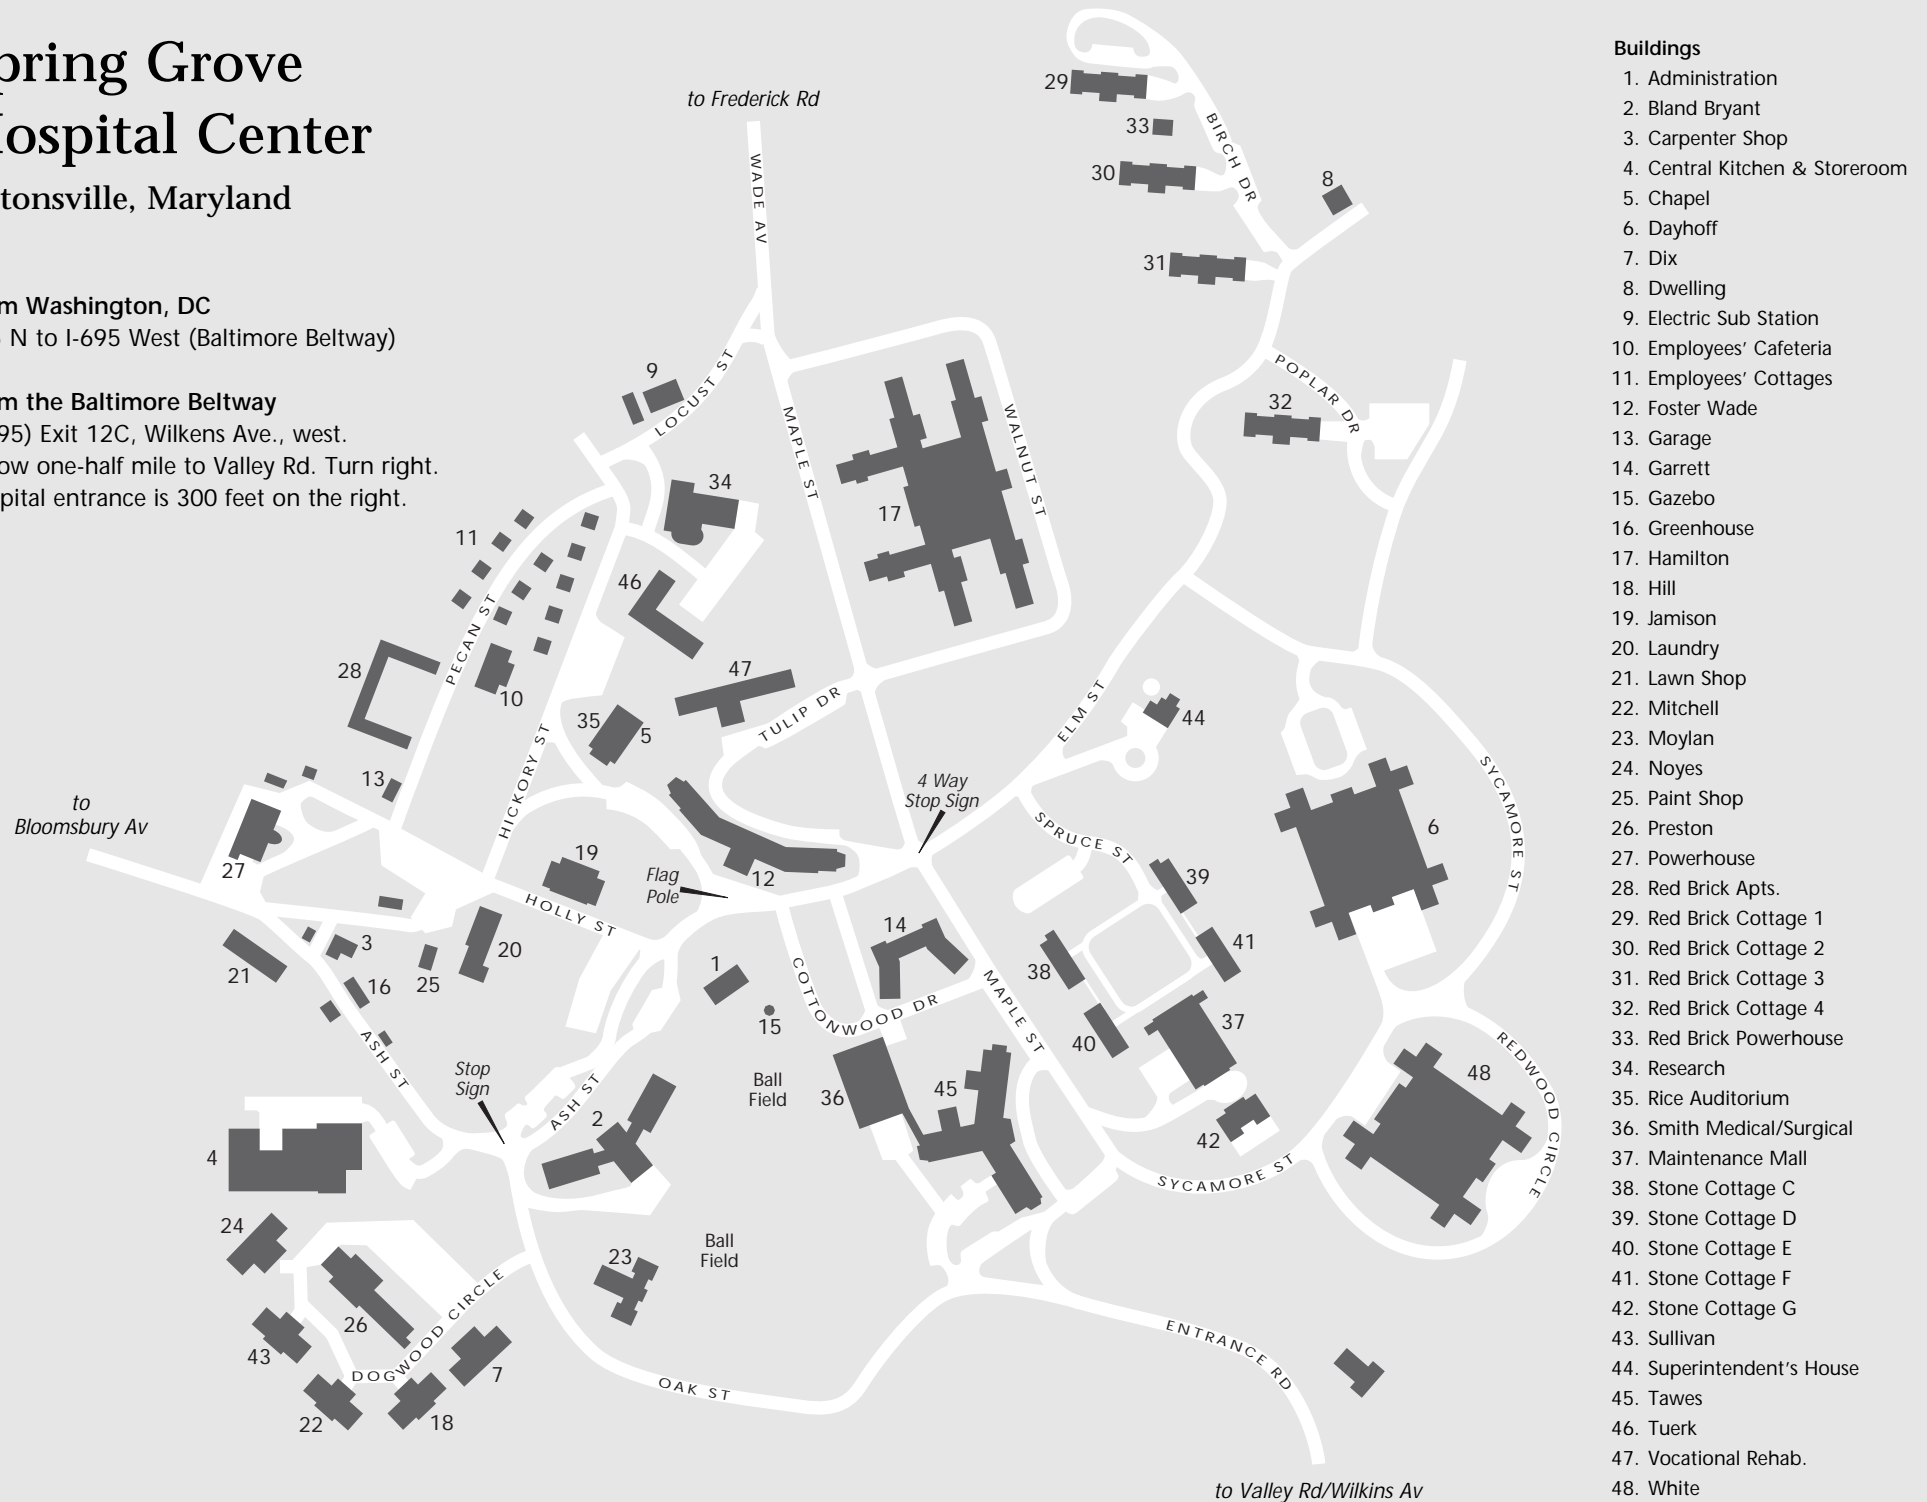 pring Grove
ospital Center
tonsville, Maryland
m Washington, DC
N to I-695 West (Baltimore Beltway)
m the Baltimore Beltway
95) Exit 12C, Wilkens Ave., west.
ow one-half mile to Valley Rd. Turn right.
pital entrance is 300 feet on the right.
to Frederick Rd
WADE AV
29
33
30
31
BIRCH DR
8
POPLAR DR
32
9
LOCUST ST
MAPLE ST
WALNUT ST
17
34
11
46
PECAN ST
28
10
47
35
5
TULIP DR
ELM ST
44
HICKORY ST
13
4 Way
Stop Sign
to
Bloomsbury Av
SYCAMORE ST
6
SPRUCE ST
27
19
Flag
Pole
12
39
HOLLY ST
14
41
3
20
21
16
25
1
15
COTTONWOOD DR
MAPLE ST
38
37
40
ASH ST
Stop
Sign
ASH ST
2
Ball
Field
36
45
48
REDWOOD CIRCLE
42
SYCAMORE ST
4
24
23
Ball
Field
26
43
DOGWOOD CIRCLE
7
22
18
OAK ST
ENTRANCE RD
to Valley Rd/Wilkins Av
Buildings
1. Administration
2. Bland Bryant
3. Carpenter Shop
4. Central Kitchen & Storeroom
5. Chapel
6. Dayhoff
7. Dix
8. Dwelling
9. Electric Sub Station
10. Employees' Cafeteria
11. Employees' Cottages
12. Foster Wade
13. Garage
14. Garrett
15. Gazebo
16. Greenhouse
17. Hamilton
18. Hill
19. Jamison
20. Laundry
21. Lawn Shop
22. Mitchell
23. Moylan
24. Noyes
25. Paint Shop
26. Preston
27. Powerhouse
28. Red Brick Apts.
29. Red Brick Cottage 1
30. Red Brick Cottage 2
31. Red Brick Cottage 3
32. Red Brick Cottage 4
33. Red Brick Powerhouse
34. Research
35. Rice Auditorium
36. Smith Medical/Surgical
37. Maintenance Mall
38. Stone Cottage C
39. Stone Cottage D
40. Stone Cottage E
41. Stone Cottage F
42. Stone Cottage G
43. Sullivan
44. Superintendent's House
45. Tawes
46. Tuerk
47. Vocational Rehab.
48. White